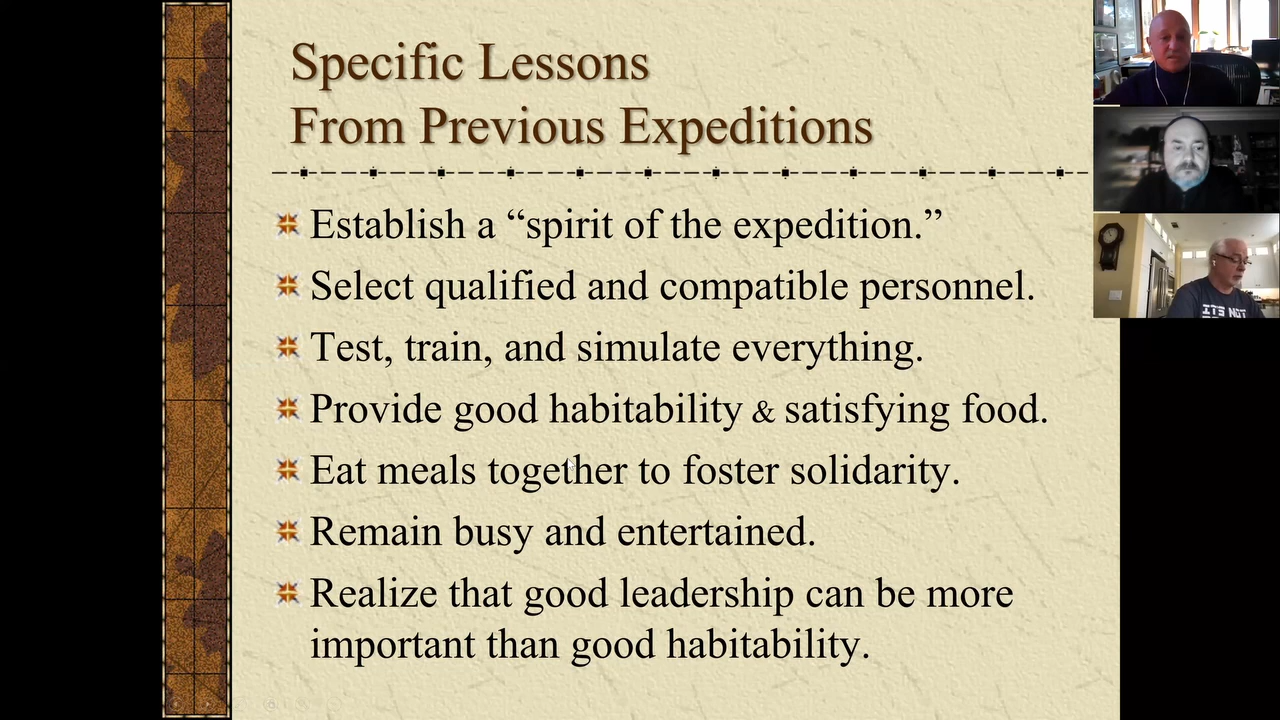 Specific Lessons
From Previous Expeditions
Establish a “spirit of the expedition.”
Select qualified and compatible personnel.
Test, train, and simulate everything.
Provide good habitability & satisfying food.
Eat meals together to foster solidarity.
Remain busy and entertained.
Realize that good leadership can be more
important than good habitability.
ITS NOT